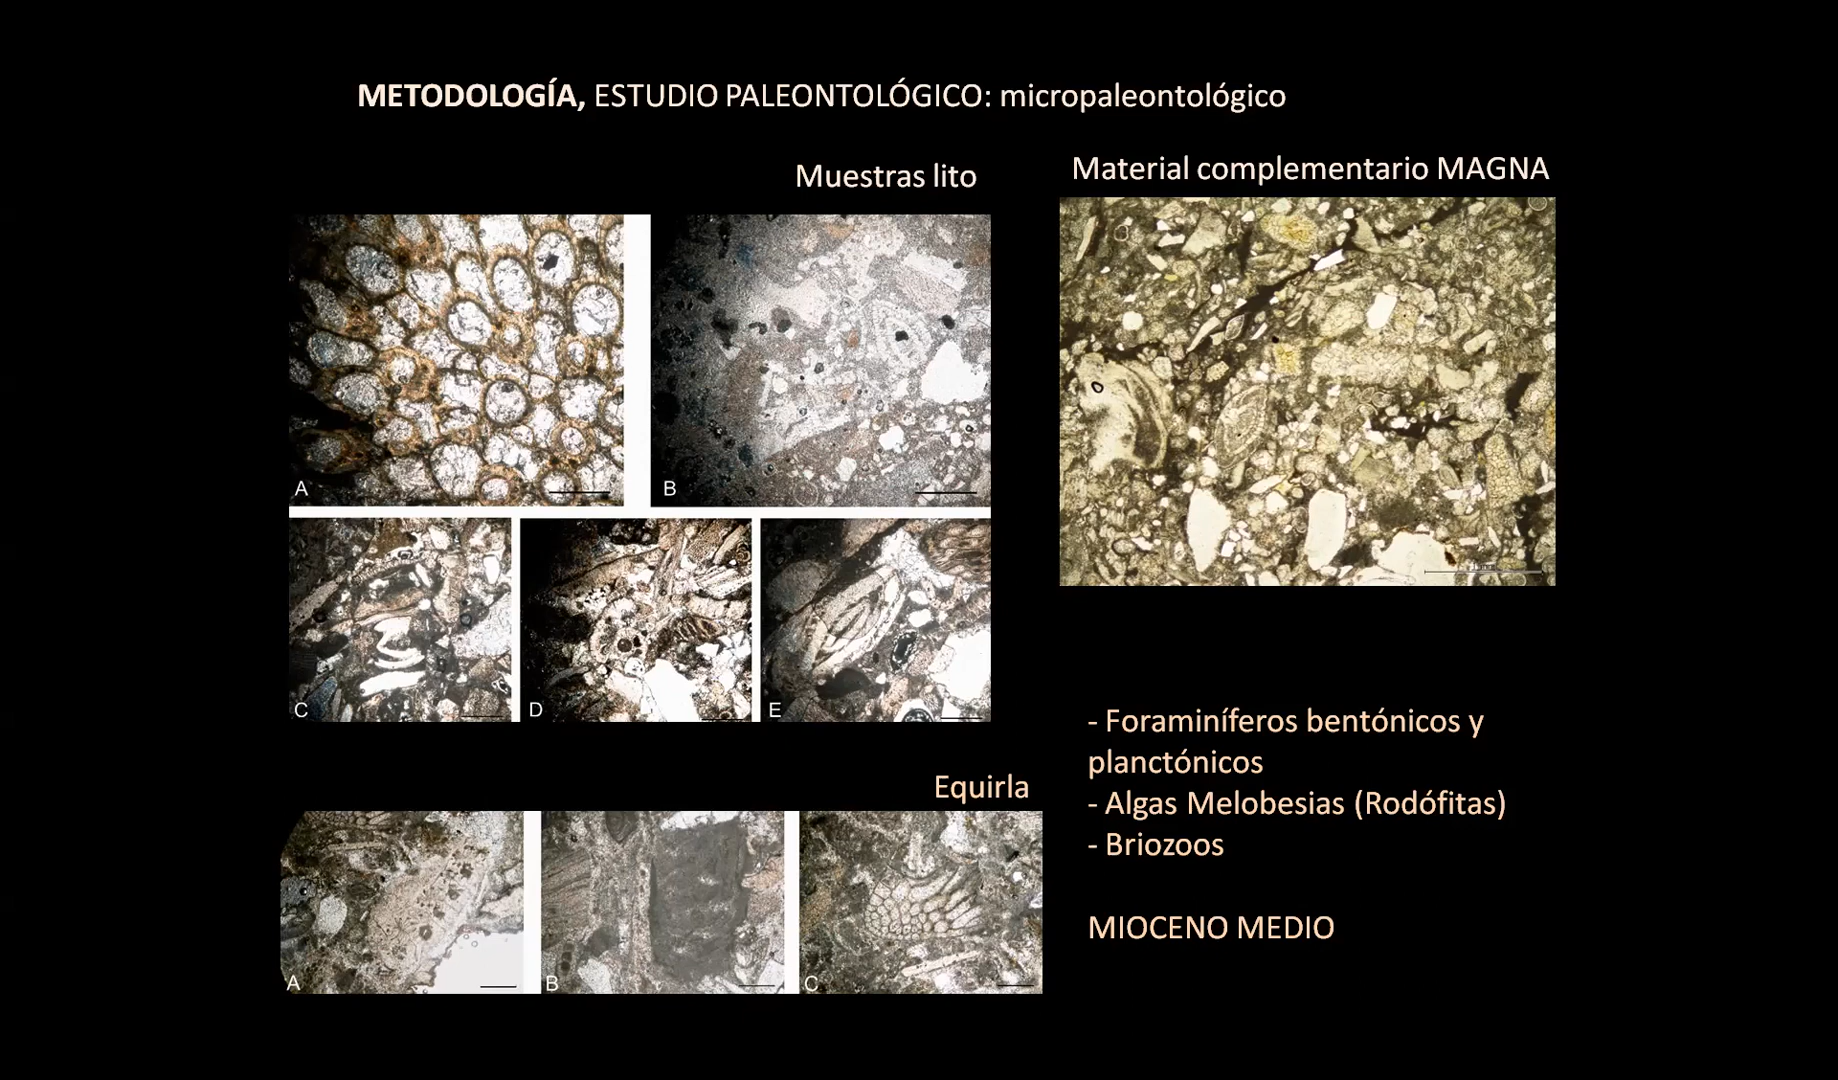 METODOLOGÍA, ESTUDIO PALEONTOLÓGICO: micropaleontológico
Muestras lito
Material complementario MAGNA
A
B
C
D
E
- Foraminíferos bentónicos y
planctónicos
- Algas Melobesias (Rodófitas)
- Briozoos
MIOCENO MEDIO
Equirla
A
B
C